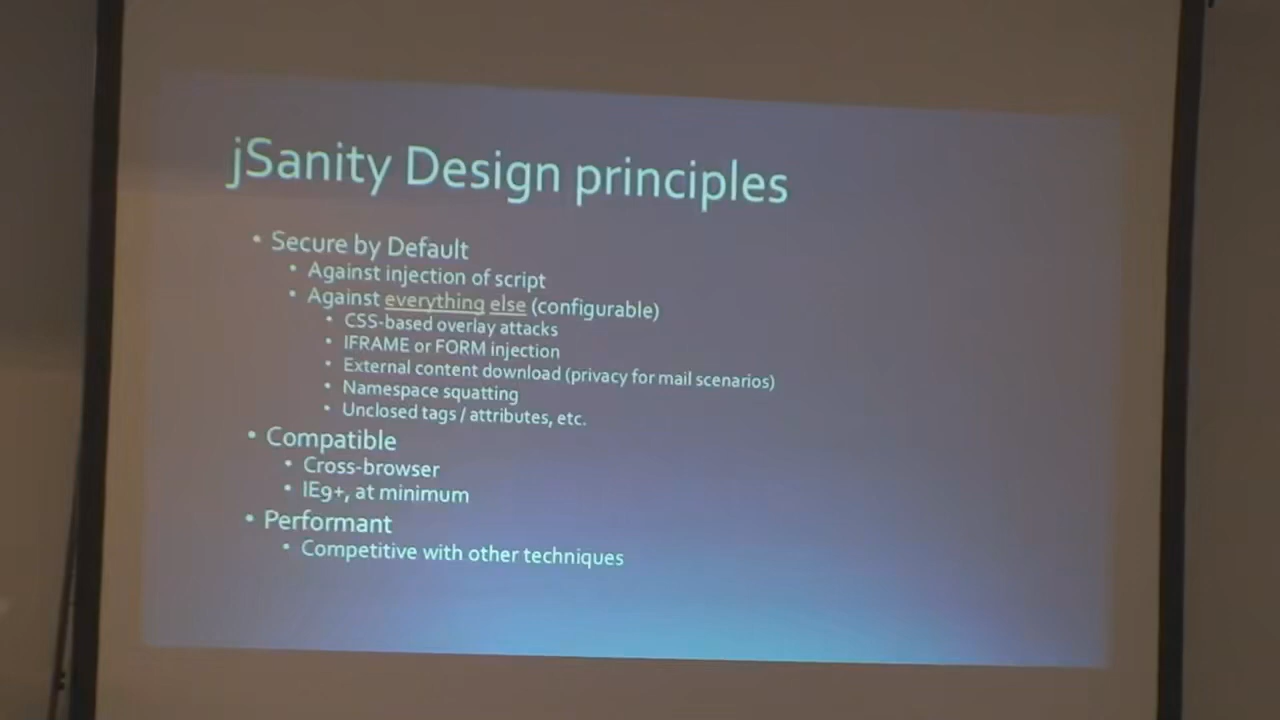 jSanity Design principles
• Secure by Default
• Against injection of script
• Against everything else (configurable)
• CSS-based overlay attacks
• IFRAME or FORM injection
• External content download (privacy for mail scenarios)
• Namespace squatting
• Unclosed tags / attributes, etc.
• Compatible
• Cross-browser
• IE9+, at minimum
• Performant
• Competitive with other techniques